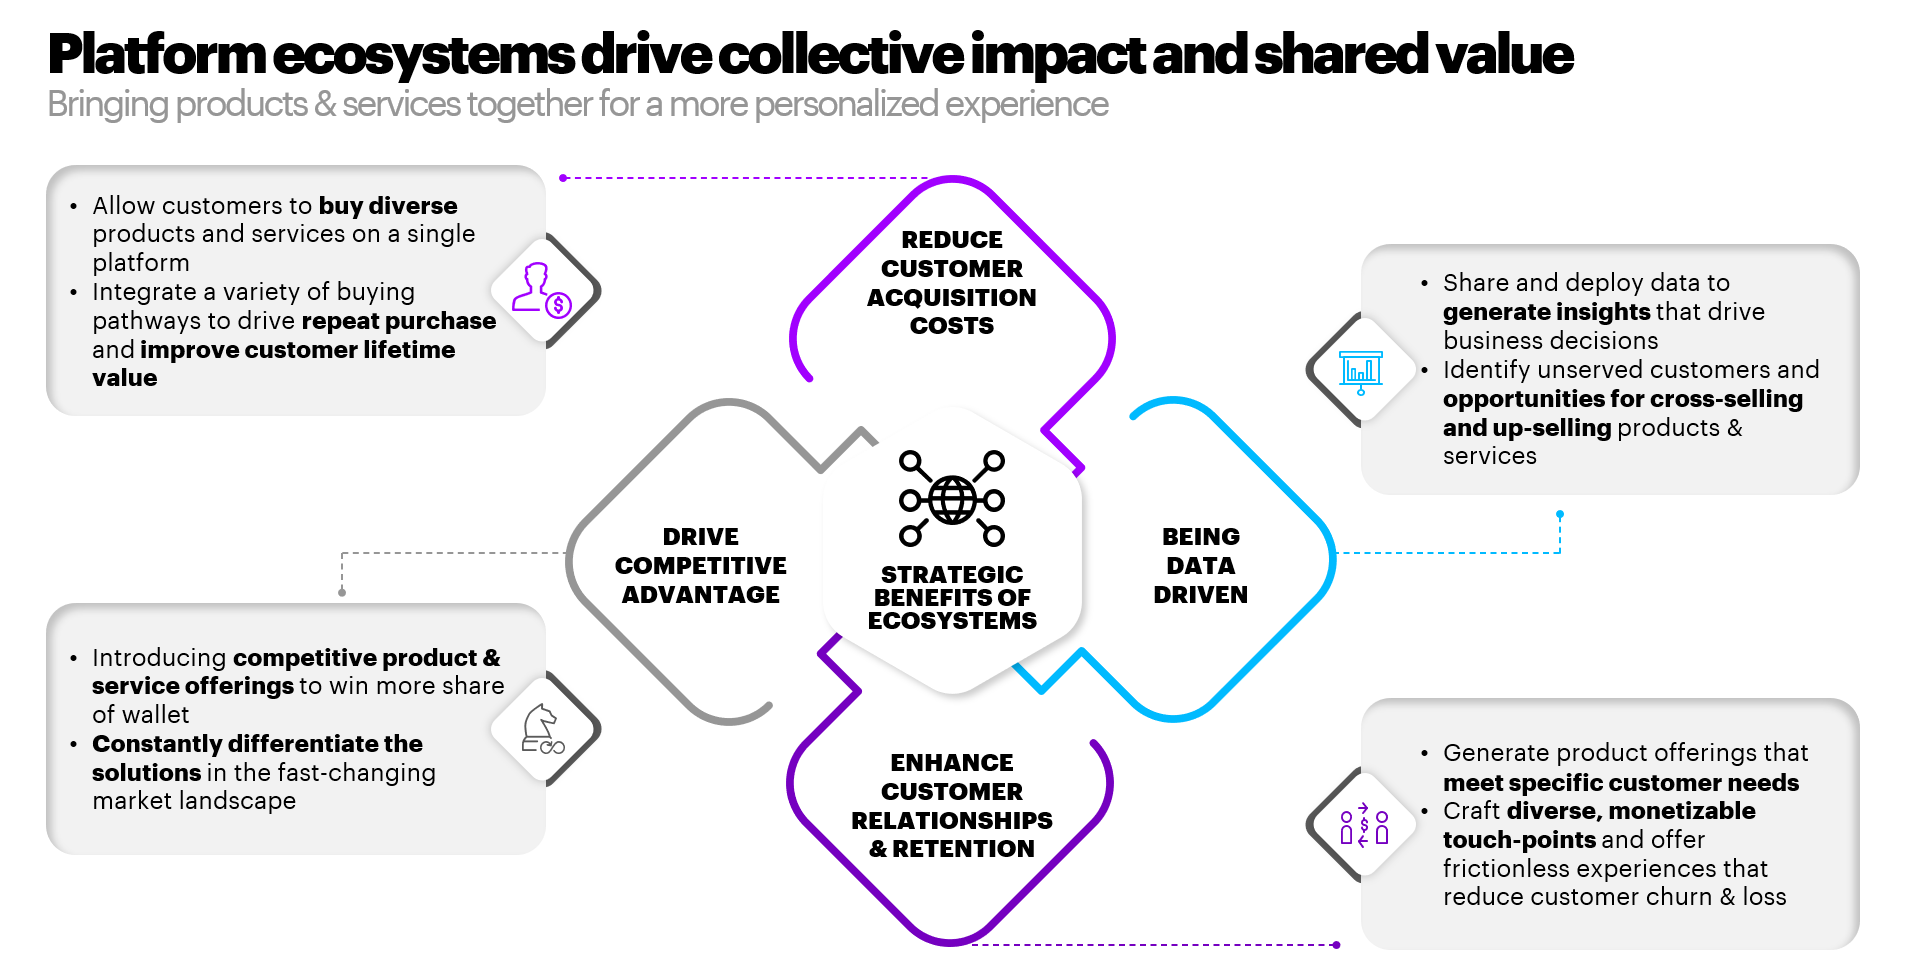 Platform ecosystems drive collective impact and shared value
Bringing products & services together for a more personalized experience
• Allow customers to buy diverse
products and services on a single
platform
• Integrate a variety of buying
pathways to drive repeat purchase
and improve customer lifetime
value
REDUCE
CUSTOMER
ACQUISITION
COSTS
• Share and deploy data to
generate insights that drive
business decisions
• Identify unserved customers and
opportunities for cross-selling
and up-selling products &
services
DRIVE
COMPETITIVE
ADVANTAGE
STRATEGIC
BENEFITS OF
ECOSYSTEMS
BEING
DATA
DRIVEN
• Introducing competitive product &
service offerings to win more share
of wallet
• Constantly differentiate the
solutions in the fast-changing
market landscape
ENHANCE
CUSTOMER
RELATIONSHIPS
& RETENTION
• Generate product offerings that
meet specific customer needs
• Craft diverse, monetizable
touch-points and offer
frictionless experiences that
reduce customer churn & loss